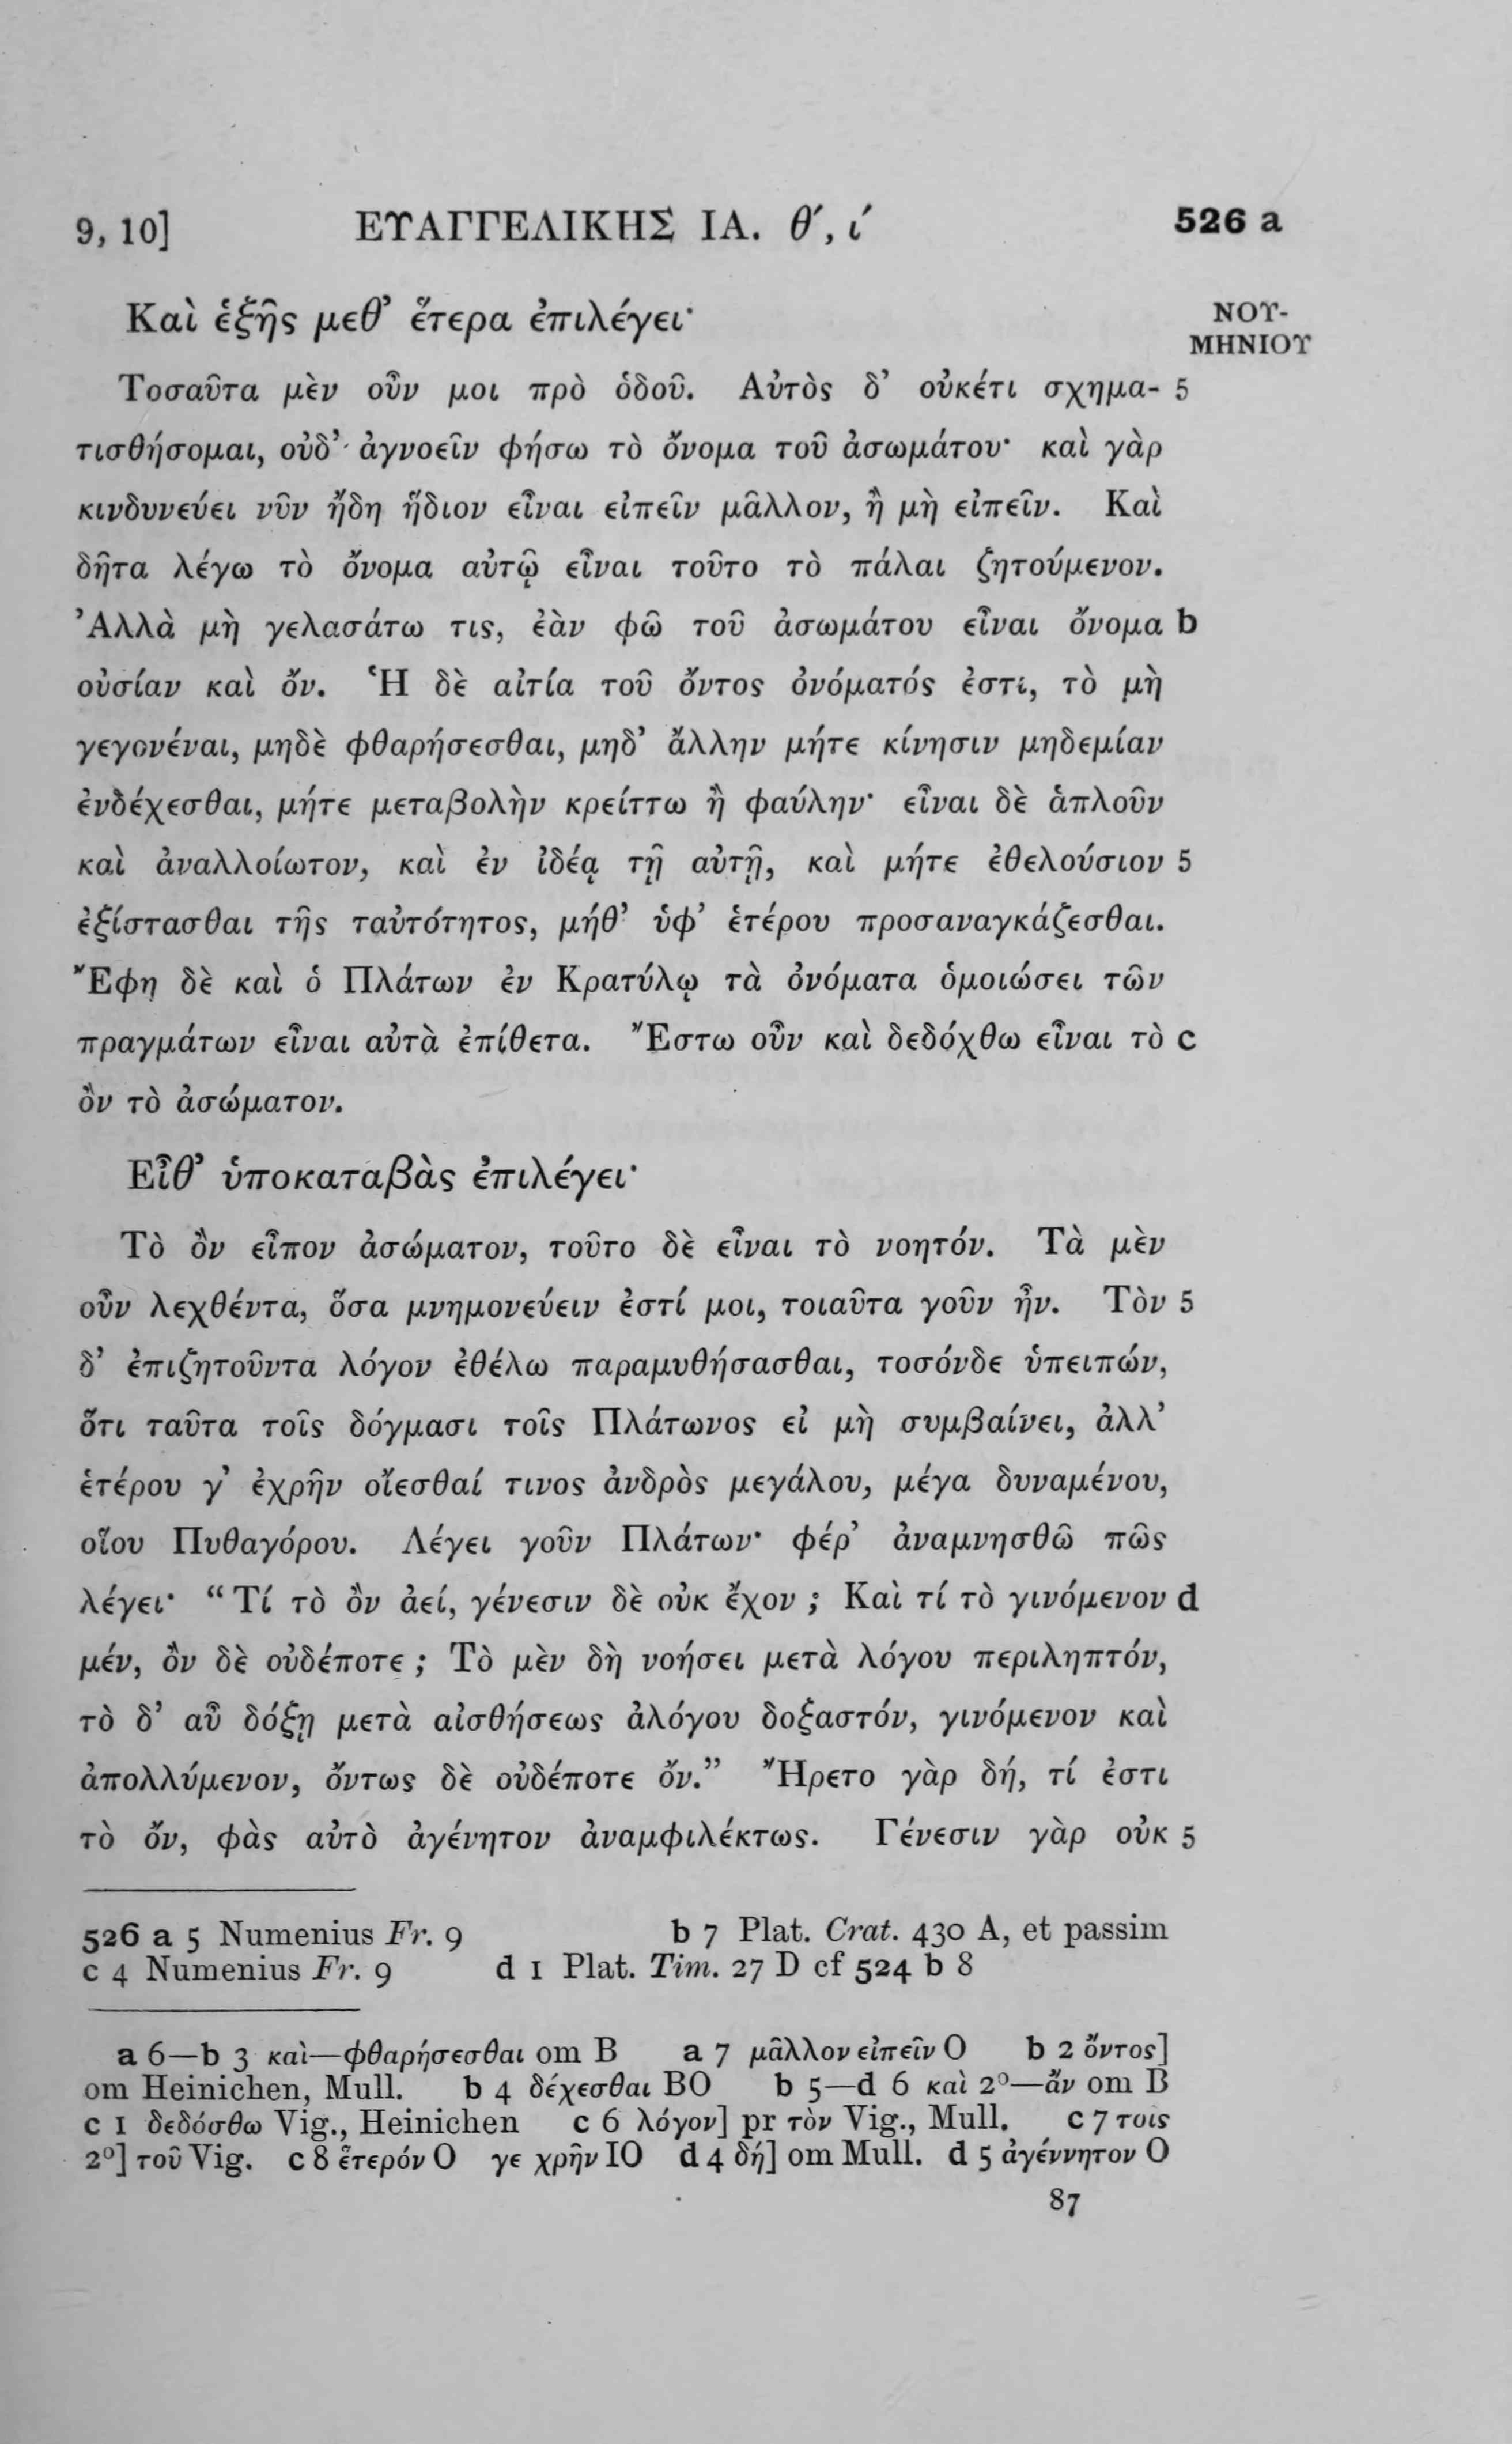 9, 10] ΕΥΑΓΓΕΛΙΚΗΣ ΙΑ. θ΄, ι΄ 526 a
Καὶ ἑξῆς μεθ’ ἕτερα ἐπιλέγει·
ΝΟΥ-
ΜΗΝΙΟΥ
Τοσαῦτα μὲν οὖν μοι πρὸ ὁδοῦ. Αὐτὸς δ’ οὐκέτι σχημα- 5
τισθήσομαι, οὐδ’ ἀγνοεῖν φήσω τὸ ὄνομα τοῦ ἀσωμάτου· καὶ γὰρ
κινδυνεύει νῦν ἤδη ἥδιον εἶναι εἰπεῖν μᾶλλον, ἢ μὴ εἰπεῖν. Καὶ
δῆτα λέγω τὸ ὄνομα αὐτῷ εἶναι τοῦτο τὸ πάλαι ζητούμενον.
Ἀλλὰ μὴ γελασάτω τις, ἐὰν φῶ τοῦ ἀσωμάτου εἶναι ὄνομα b
οὐσίαν καὶ ὄν. Ἡ δὲ αἰτία τοῦ ὄντος ὀνόματός ἐστι, τὸ μὴ
γεγονέναι, μηδὲ φθαρήσεσθαι, μηδ’ ἄλλην μήτε κίνησιν μηδεμίαν
ἐνδέχεσθαι, μήτε μεταβολὴν κρείττω ἢ φαύλην· εἶναι δὲ ἁπλοῦν
καὶ ἀναλλοίωτον, καὶ ἐν ἰδέᾳ τῇ αὐτῇ, καὶ μήτε ἐθελούσιον 5
ἐξίστασθαι τῆς ταὐτότητος, μήθ’ ὑφ’ ἑτέρου προσαναγκάζεσθαι.
Ἔφη δὲ καὶ ὁ Πλάτων ἐν Κρατύλῳ τὰ ὀνόματα ὁμοιώσει τῶν
πραγμάτων εἶναι αὐτὰ ἐπίθετα. Ἔστω οὖν καὶ δεδόχθω εἶναι τὸ c
ὂν τὸ ἀσώματον.
Εἶθ’ ὑποκαταβὰς ἐπιλέγει·
Τὸ ὂν εἶπον ἀσώματον, τοῦτο δὲ εἶναι τὸ νοητόν. Τὰ μὲν
οὖν λεχθέντα, ὅσα μνημονεύειν ἐστί μοι, τοιαῦτα γοῦν ἦν. Τὸν 5
δ’ ἐπιζητοῦντα λόγον ἐθέλω παραμυθήσασθαι, τοσόνδε ὑπειπών,
ὅτι ταῦτα τοῖς δόγμασι τοῖς Πλάτωνος εἰ μὴ συμβαίνει, ἀλλ’
ἑτέρου γ’ ἐχρῆν οἴεσθαί τινος ἀνδρὸς μεγάλου, μέγα δυναμένου,
οἵου Πυθαγόρου. Λέγει γοῦν Πλάτων· φέρ’ ἀναμνησθῶ πῶς
λέγει· “Τί τὸ ὂν ἀεί, γένεσιν δὲ οὐκ ἔχον; Καὶ τί τὸ γινόμενον d
μέν, ὂν δὲ οὐδέποτε; Τὸ μὲν δὴ νοήσει μετὰ λόγου περιληπτόν,
τὸ δ’ αὖ δόξῃ μετὰ αἰσθήσεως ἀλόγου δοξαστόν, γινόμενον καὶ
ἀπολλύμενον, ὄντως δὲ οὐδέποτε ὄν.” Ἤρετο γὰρ δή, τί ἐστι
τὸ ὄν, φὰς αὐτὸ ἀγένητον ἀναμφιλέκτως. Γένεσιν γὰρ οὐκ 5
526 a 5 Numenius Fr. 9 b 7 Plat. Crat. 430 A, et passim
c 4 Numenius Fr. 9 d 1 Plat. Tim. 27 D cf 524 b 8
a 6—b 3 καὶ—φθαρήσεσθαι om B a 7 μᾶλλον εἰπεῖν O b 2 ὄντος]
om Heinichen, Mull. b 4 δέχεσθαι BO b 5—d 6 καὶ 2⁰—ἄν om B
c 1 δεδόσθω Vig., Heinichen c 6 λόγον] pr τὸν Vig., Mull. c 7 τοις
2⁰] τοῦ Vig. c 8 ἕτερόν O γε χρῆν IO d 4 δή] om Mull. d 5 ἀγέννητον O
87